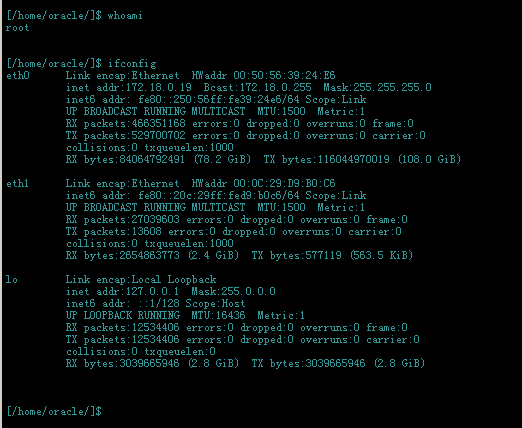 [/home/oracle/]$ whoami
root
[/home/oracle/]$ ifconfig
eth0 Link encap:Ethernet HWaddr 00:50:56:39:24:E6
inet addr:172.18.0.19 Bcast:172.18.0.255 Mask:255.255.255.0
inet6 addr: fe80::250:56ff:fe39:24e6/64 Scope:Link
UP BROADCAST RUNNING MULTICAST MTU:1500 Metric:1
RX packets:466351168 errors:0 dropped:0 overruns:0 frame:0
TX packets:529700702 errors:0 dropped:0 overruns:0 carrier:0
collisions:0 txqueuelen:1000
RX bytes:84064792491 (78.2 GiB) TX bytes:116044970019 (108.0 GiB)
eth1 Link encap:Ethernet HWaddr 00:0C:29:D9:B0:C6
inet6 addr: fe80::20c:29ff:fed9:b0c6/64 Scope:Link
UP BROADCAST RUNNING MULTICAST MTU:1500 Metric:1
RX packets:27039603 errors:0 dropped:0 overruns:0 frame:0
TX packets:13608 errors:0 dropped:0 overruns:0 carrier:0
collisions:0 txqueuelen:1000
RX bytes:2654863773 (2.4 GiB) TX bytes:577119 (563.5 KiB)
lo Link encap:Local Loopback
inet addr:127.0.0.1 Mask:255.0.0.0
inet6 addr: ::1/128 Scope:Host
UP LOOPBACK RUNNING MTU:16436 Metric:1
RX packets:12534406 errors:0 dropped:0 overruns:0 frame:0
TX packets:12534406 errors:0 dropped:0 overruns:0 carrier:0
collisions:0 txqueuelen:0
RX bytes:3039665946 (2.8 GiB) TX bytes:3039665946 (2.8 GiB)
[/home/oracle/]$